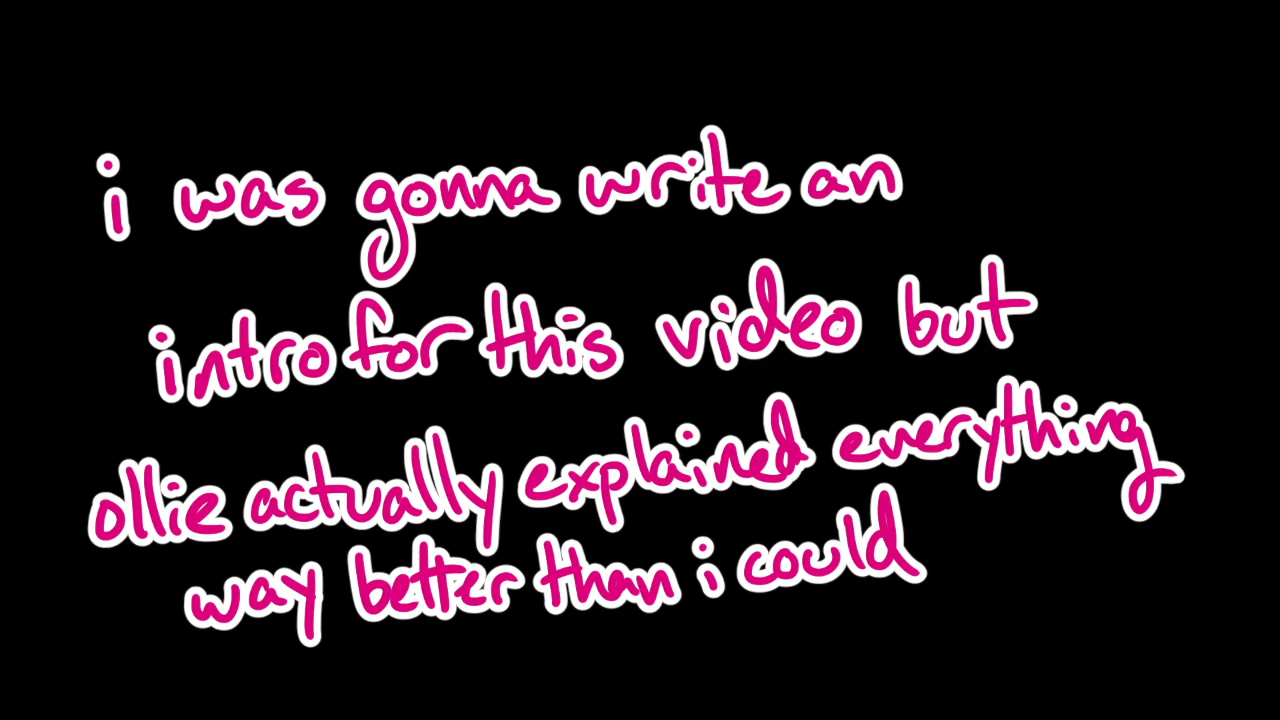 i was gonna write an
intro for this video but
ollie actually explained everything
way better than i could